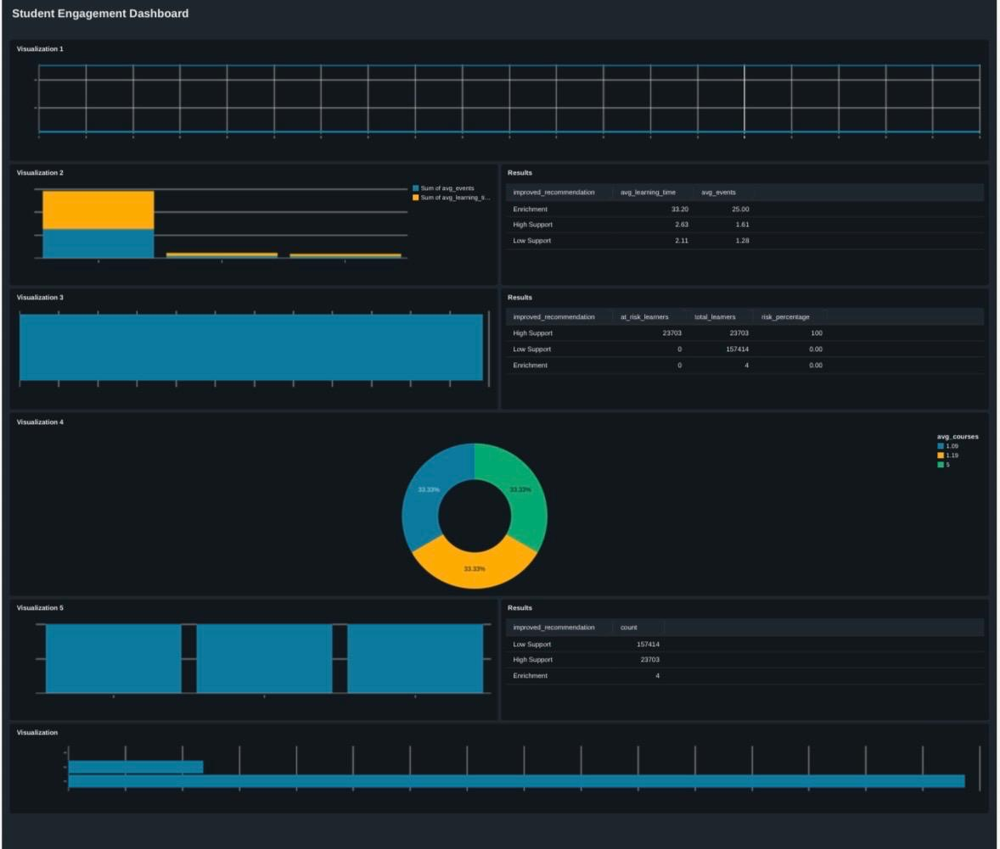 Student Engagement Dashboard
Visualization 1
Visualization 2
Sum of avg_events
Sum of avg_learning_ti...
Results
improved_recommendation avg_learning_time avg_events
Enrichment 33.20 25.00
High Support 2.63 1.61
Low Support 2.11 1.28
Visualization 3
Results
improved_recommendation at_risk_learners total_learners risk_percentage
High Support 23703 23703 100
Low Support 0 157414 0.00
Enrichment 0 4 0.00
Visualization 4
avg_courses
1.09
1.19
5
33.33%
33.33%
33.33%
Visualization 5
Results
improved_recommendation count
Low Support 157414
High Support 23703
Enrichment 4
Visualization